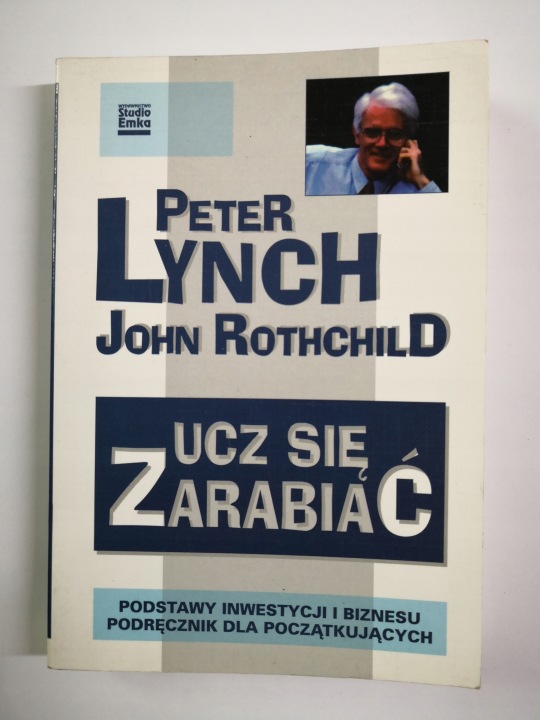 WYDAWNICTWO
Studio
Emka
PETER
LYNCH
JOHN ROTHCHILD
UCZ SIĘ
ZARABIAĆ
PODSTAWY INWESTYCJI I BIZNESU
PODRĘCZNIK DLA POCZĄTKUJĄCYCH